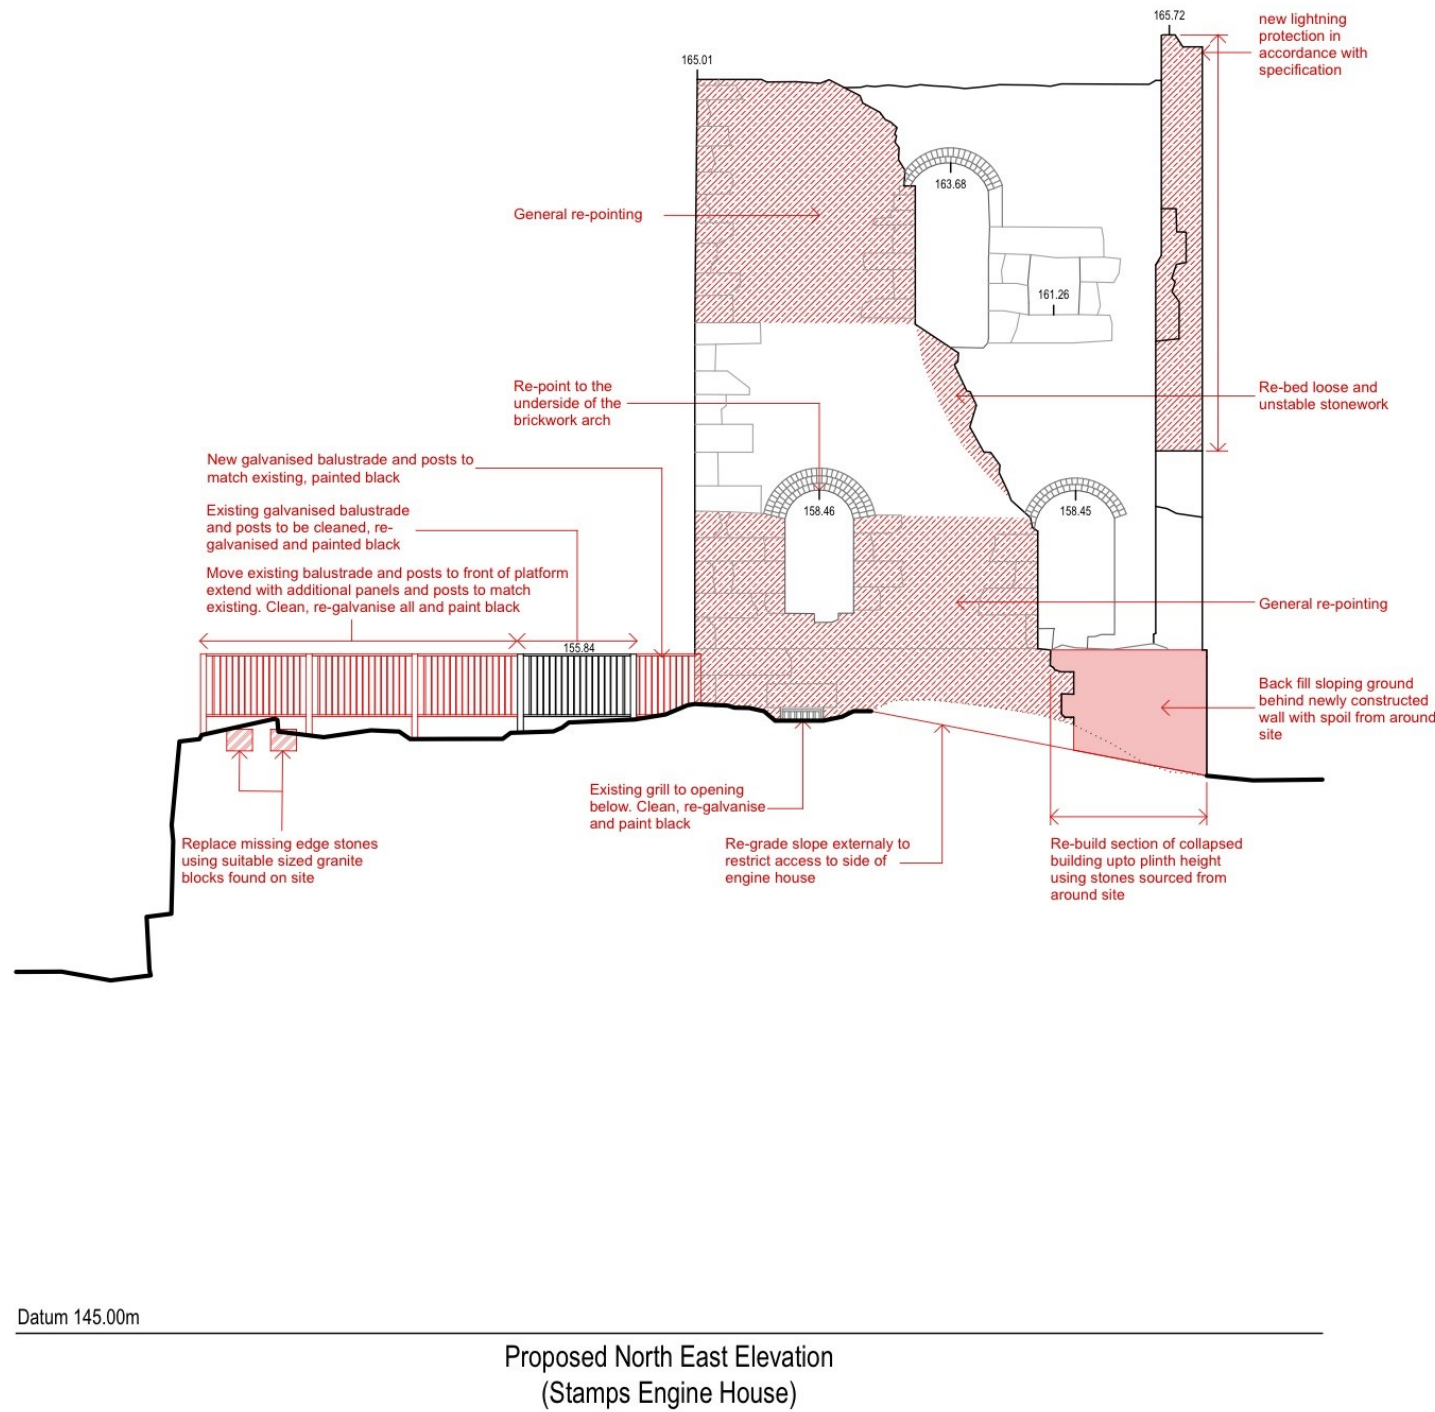 165.72
new lightning
protection in
accordance with
specification
165.01
163.68
General re-pointing
161.26
Re-point to the
underside of the
brickwork arch
Re-bed loose and
unstable stonework
New galvanised balustrade and posts to
match existing, painted black
Existing galvanised balustrade
and posts to be cleaned, re-
galvanised and painted black
158.46
158.45
Move existing balustrade and posts to front of platform
extend with additional panels and posts to match
existing. Clean, re-galvanise all and paint black
General re-pointing
155.84
Back fill sloping ground
behind newly constructed
wall with spoil from around
site
Existing grill to opening
below. Clean, re-galvanise
and paint black
Replace missing edge stones
using suitable sized granite
blocks found on site
Re-grade slope externaly to
restrict access to side of
engine house
Re-build section of collapsed
building upto plinth height
using stones sourced from
around site
Datum 145.00m
Proposed North East Elevation
(Stamps Engine House)